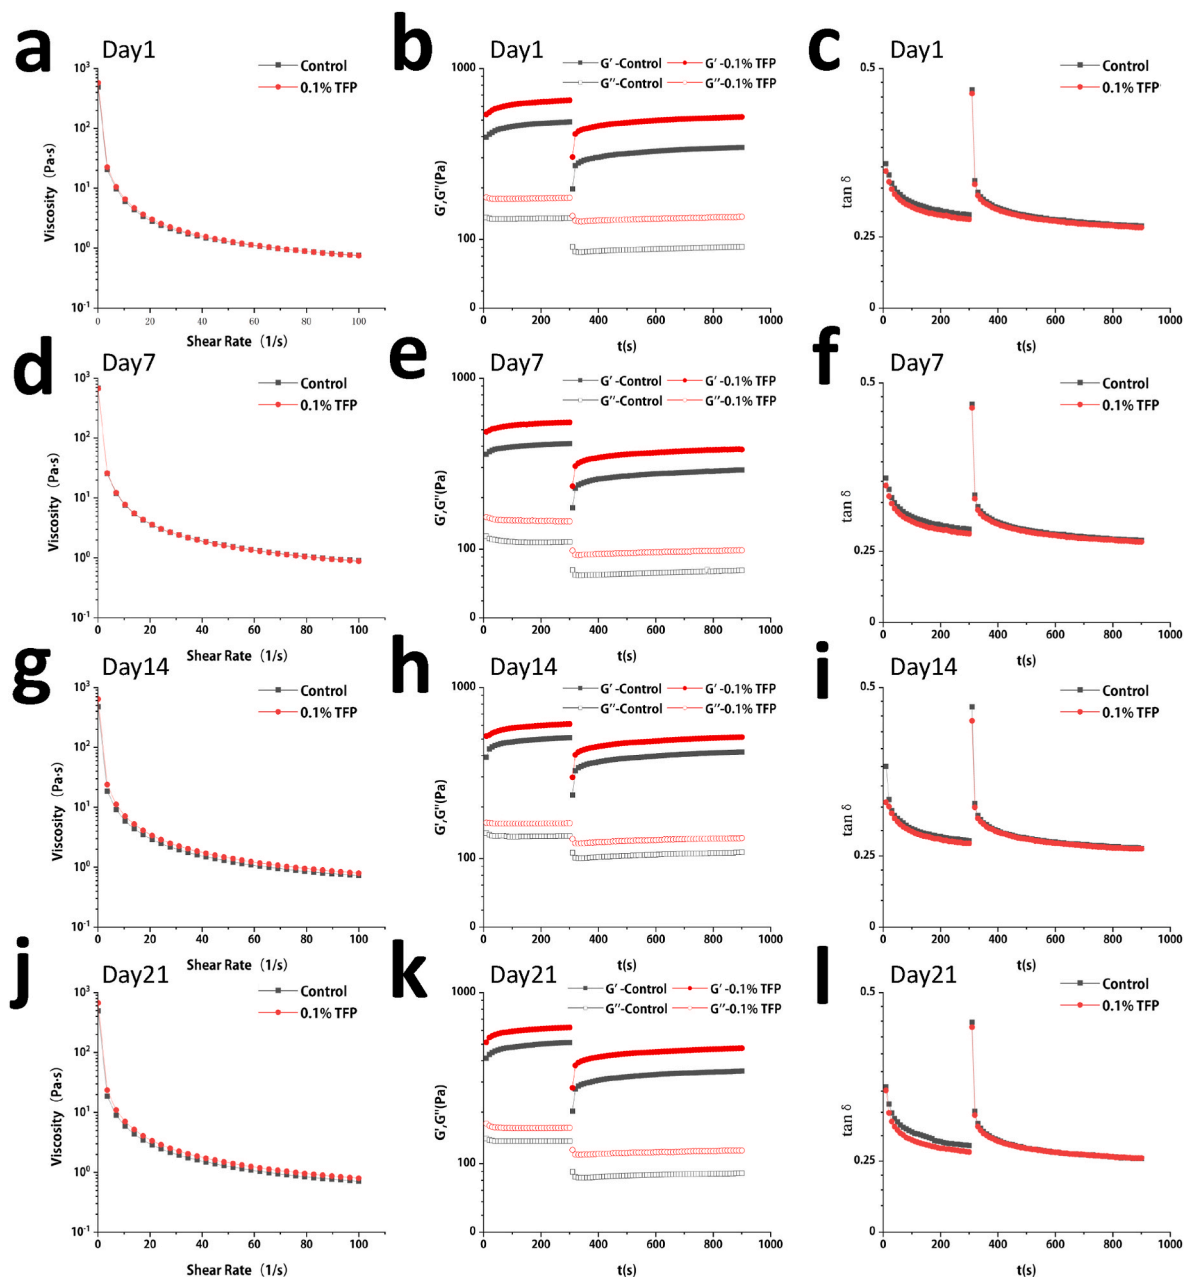 a Day1
Control
0.1% TFP
Viscosity (Pa·s)
10³
10²
10¹
10⁰
10⁻¹
0 20 40 60 80 100
Shear Rate (1/s)
b Day1
G′ -Control G′ -0.1% TFP
G″-Control G″-0.1% TFP
G′,G″(Pa)
1000
100
0
0 200 400 600 800 1000
t(s)
c Day1
Control
0.1% TFP
tan δ
0.5
0.25
0
0 200 400 600 800 1000
t(s)
d Day7
Control
0.1% TFP
Viscosity (Pa·s)
10³
10²
10¹
10⁰
10⁻¹
0 20 40 60 80 100
Shear Rate (1/s)
e Day7
G′ -Control G′ -0.1% TFP
G″-Control G″-0.1% TFP
G′,G″(Pa)
1000
100
0
0 200 400 600 800 1000
t(s)
f Day7
Control
0.1% TFP
tan δ
0.5
0.25
0
0 200 400 600 800 1000
t(s)
g Day14
Control
0.1% TFP
Viscosity (Pa·s)
10³
10²
10¹
10⁰
10⁻¹
0 20 40 60 80 100
Shear Rate (1/s)
h Day14
G′ -Control G′ -0.1% TFP
G″-Control G″-0.1% TFP
G′,G″(Pa)
1000
100
0
0 200 400 600 800 1000
t(s)
i Day14
Control
0.1% TFP
tan δ
0.5
0.25
0
0 200 400 600 800 1000
t(s)
j Day21
Control
0.1% TFP
Viscosity (Pa·s)
10³
10²
10¹
10⁰
10⁻¹
0 20 40 60 80 100
Shear Rate (1/s)
k Day21
G′ -Control G′ -0.1% TFP
G″-Control G″-0.1% TFP
G′,G″(Pa)
1000
100
0
0 200 400 600 800 1000
t(s)
l Day21
Control
0.1% TFP
tan δ
0.5
0.25
0
0 200 400 600 800 1000
t(s)